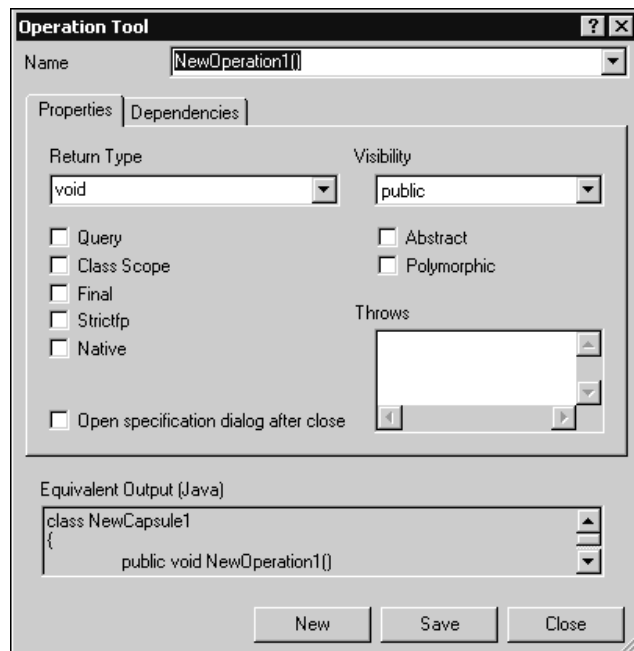 Operation Tool
Name NewOperation1()
Properties Dependencies
Return Type Visibility
void public
Query Abstract
Class Scope Polymorphic
Final
Strictfp Throws
Native
Open specification dialog after close
Equivalent Output (Java)
class NewCapsule1
{
public void NewOperation1()
New Save Close